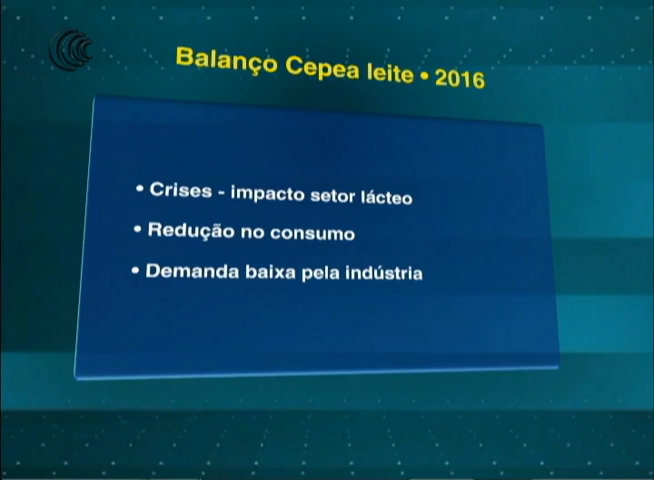 Balanço Cepea leite • 2016
• Crises - impacto setor lácteo
• Redução no consumo
• Demanda baixa pela indústria